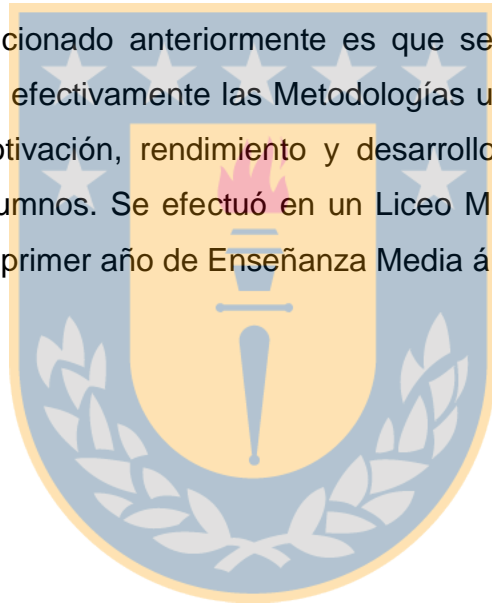 cionado anteriormente es que se
efectivamente las Metodologías u
otivación, rendimiento y desarrollo
umnos. Se efectuó en un Liceo M
primer año de Enseñanza Media á